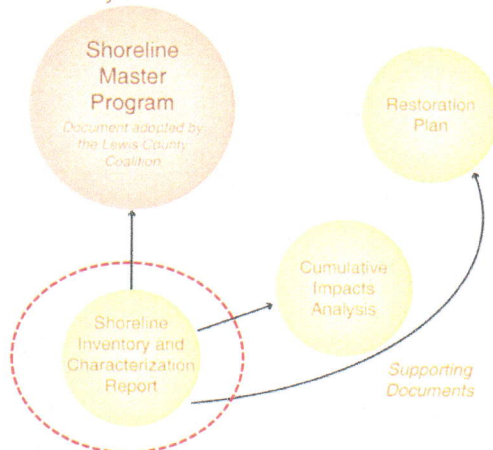 Shoreline
Master
Program
Document adopted by
the Lewis County
Coalition
Restoration
Plan
Cumulative
Impacts
Analysis
Shoreline
Inventory and
Characterization
Report
Supporting
Documents